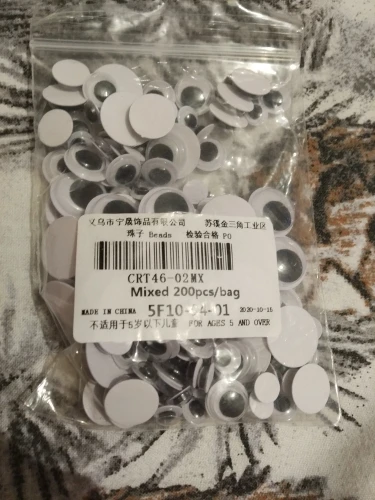 义乌市宁晟饰品有限公司 苏溪金三角工业区
珠子 Beads 检验合格 PO
CRT46-02MX
Mixed 200pcs/bag
MADE IN CHINA 5F10-54-01 2020-10-15
不适用于5岁以下儿童 FOR AGES 5 AND OVER